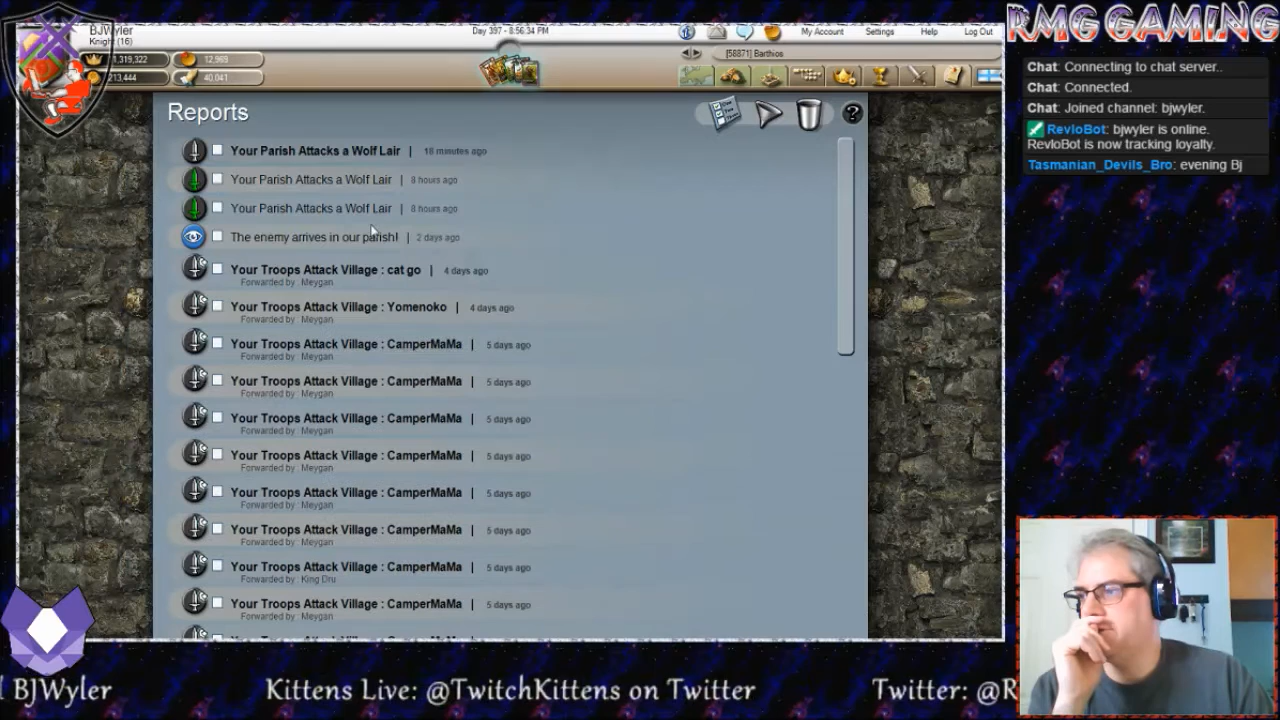 BJWyler
Knight (16)
1,319,322
12,965
213,444
40,041
Day 397 - 8:56:34 PM
My Account
Settings
Help
Log Out
[58871] Barthios
Reports
Your Parish Attacks a Wolf Lair | 18 minutes ago
Your Parish Attacks a Wolf Lair | 8 hours ago
Your Parish Attacks a Wolf Lair | 8 hours ago
The enemy arrives in our parish! | 2 days ago
Your Troops Attack Village : cat go | 4 days ago
Forwarded by : Meygan
Your Troops Attack Village : Yomenoko | 4 days ago
Forwarded by : Meygan
Your Troops Attack Village : CamperMaMa | 5 days ago
Forwarded by : Meygan
Your Troops Attack Village : CamperMaMa | 5 days ago
Forwarded by : Meygan
Your Troops Attack Village : CamperMaMa | 5 days ago
Forwarded by : Meygan
Your Troops Attack Village : CamperMaMa | 5 days ago
Forwarded by : Meygan
Your Troops Attack Village : CamperMaMa | 5 days ago
Forwarded by : Meygan
Your Troops Attack Village : CamperMaMa | 5 days ago
Forwarded by : Meygan
Your Troops Attack Village : CamperMaMa | 5 days ago
Forwarded by : King Dru
Your Troops Attack Village : CamperMaMa | 5 days ago
Forwarded by : Meygan
RMG GAMING
Chat: Connecting to chat server..
Chat: Connected.
Chat: Joined channel: bjwyler.
RevloBot: bjwyler is online.
RevloBot is now tracking loyalty.
Tasmanian_Devils_Bro: evening Bj
BJWyler
Kittens Live: @TwitchKittens on Twitter
Twitter: @R